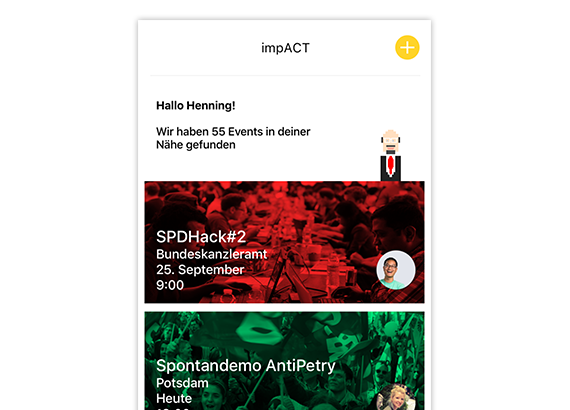 impACT
Hallo Henning!
Wir haben 55 Events in deiner
Nähe gefunden
SPDHack#2
Bundeskanzleramt
25. September
9:00
Spontandemo AntiPetry
Potsdam
Heute